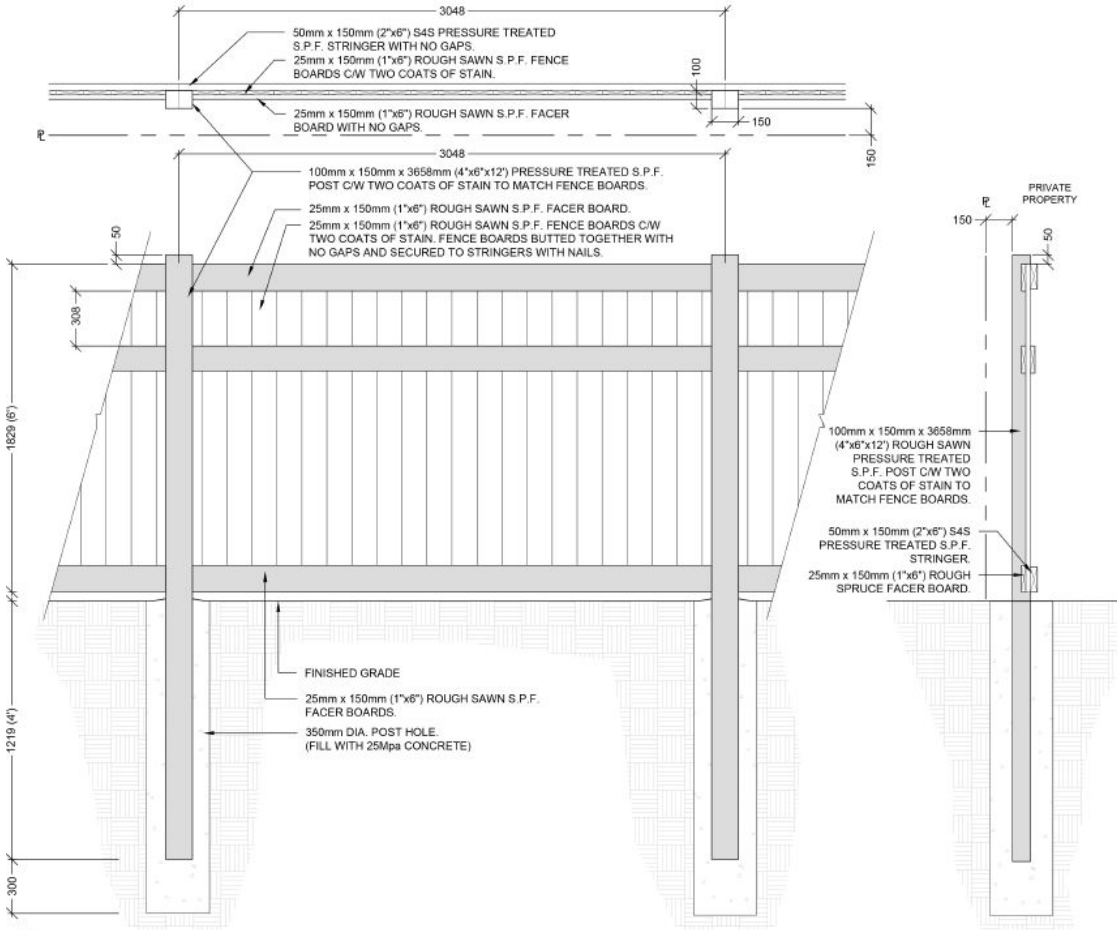 3048
50mm x 150mm (2"x6") S4S PRESSURE TREATED
S.P.F. STRINGER WITH NO GAPS.
25mm x 150mm (1"x6") ROUGH SAWN S.P.F. FENCE
BOARDS C/W TWO COATS OF STAIN.
100
25mm x 150mm (1"x6") ROUGH SAWN S.P.F. FACER
BOARD WITH NO GAPS.
150
PL
150
3048
100mm x 150mm x 3658mm (4"x6"x12') PRESSURE TREATED S.P.F.
POST C/W TWO COATS OF STAIN TO MATCH FENCE BOARDS.
25mm x 150mm (1"x6") ROUGH SAWN S.P.F. FACER BOARD.
25mm x 150mm (1"x6") ROUGH SAWN S.P.F. FENCE BOARDS C/W
TWO COATS OF STAIN. FENCE BOARDS BUTTED TOGETHER WITH
NO GAPS AND SECURED TO STRINGERS WITH NAILS.
50
308
1829 (6')
1219 (4')
300
FINISHED GRADE
25mm x 150mm (1"x6") ROUGH SAWN S.P.F.
FACER BOARDS.
350mm DIA. POST HOLE.
(FILL WITH 25Mpa CONCRETE)
PL
PRIVATE
PROPERTY
150
50
100mm x 150mm x 3658mm
(4"x6"x12') ROUGH SAWN
PRESSURE TREATED
S.P.F. POST C/W TWO
COATS OF STAIN TO
MATCH FENCE BOARDS.
50mm x 150mm (2"x6") S4S
PRESSURE TREATED S.P.F.
STRINGER.
25mm x 150mm (1"x6") ROUGH
SPRUCE FACER BOARD.